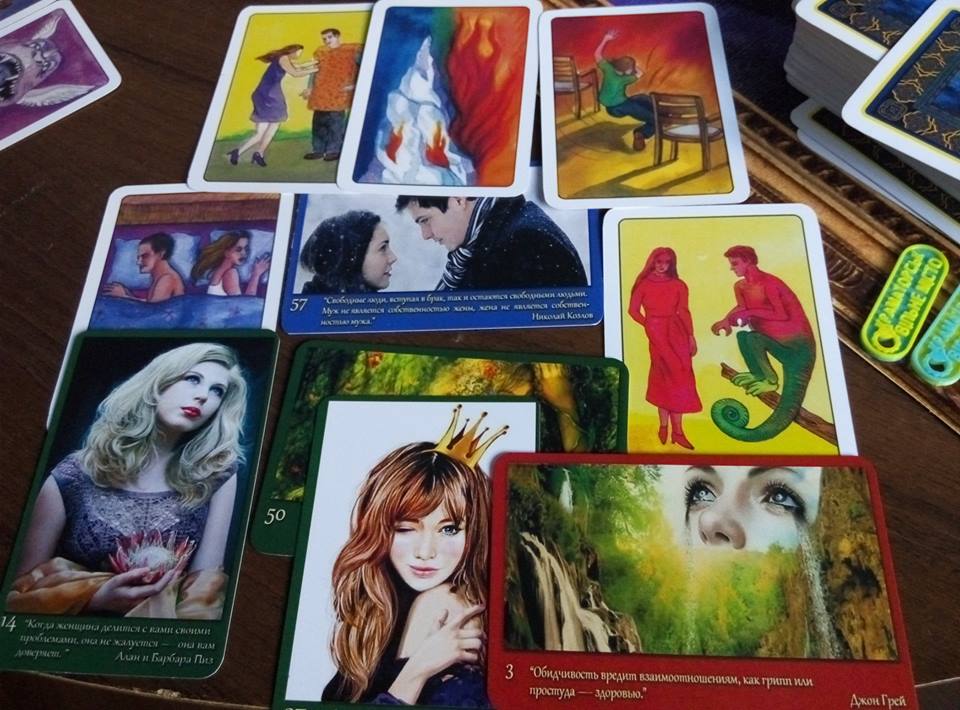 57
"Свободные люди, вступая в брак, так и остаются свободными людьми.
Муж не является собственностью жены, жена не является собствен-
ностью мужа."
Николай Козлов
50
14
"Когда женщина делится с вами своими
проблемами, она не жалуется — она вам
доверяет."
Алан и Барбара Пиз
3
"Обидчивость вредит взаимоотношениям, как грипп или
простуда — здоровью."
Джон Грей